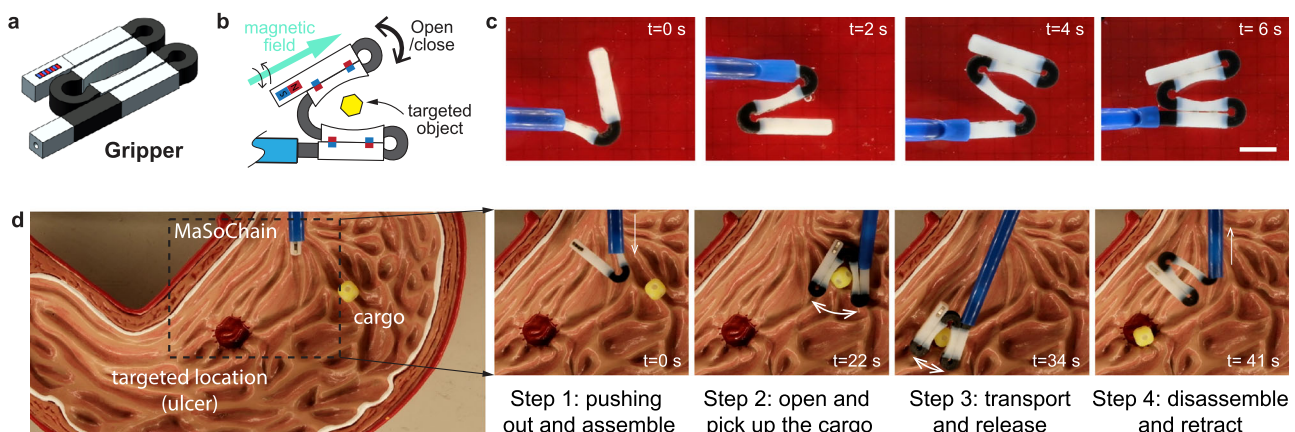 a
Gripper
b
magnetic
field
Open
/close
targeted
object
c
t=0 s
t=2 s
t=4 s
t= 6 s
d
MaSoChain
cargo
targeted location
(ulcer)
t=0 s
t=22 s
t=34 s
t= 41 s
Step 1: pushing
out and assemble
Step 2: open and
pick up the cargo
Step 3: transport
and release
Step 4: disassemble
and retract